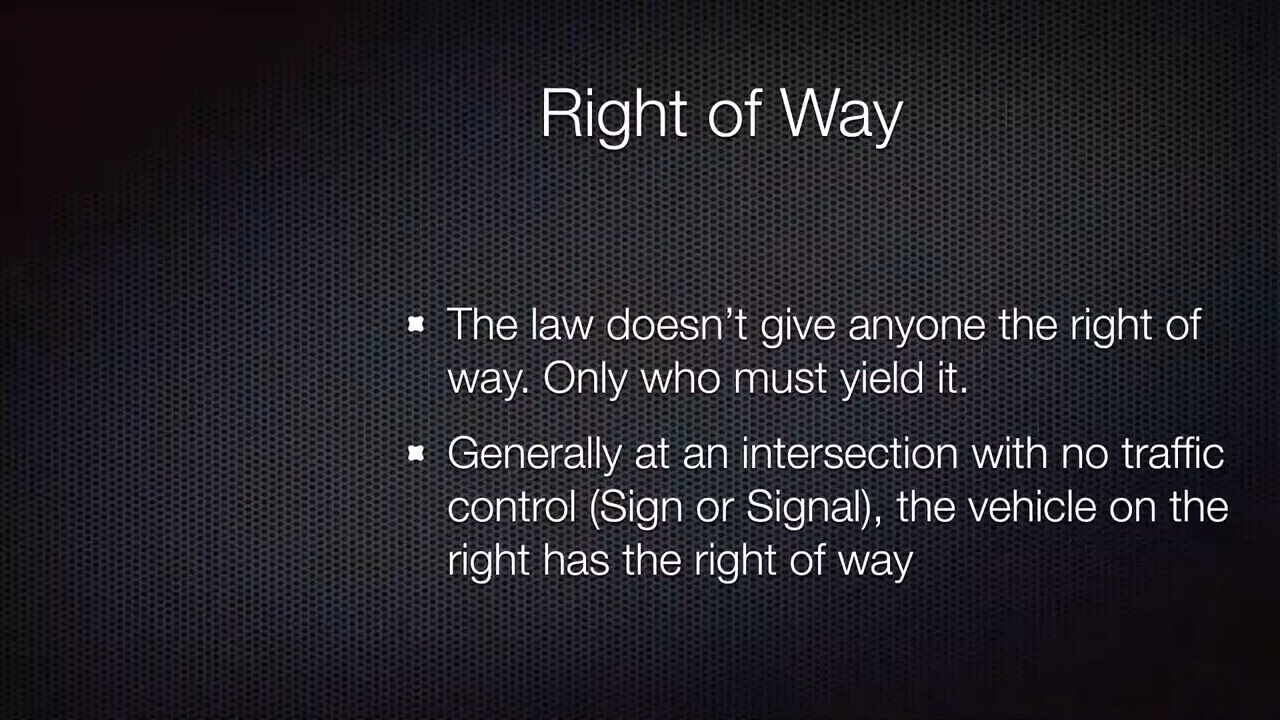 Right of Way
The law doesn’t give anyone the right of
way. Only who must yield it.
Generally at an intersection with no traffic
control (Sign or Signal), the vehicle on the
right has the right of way